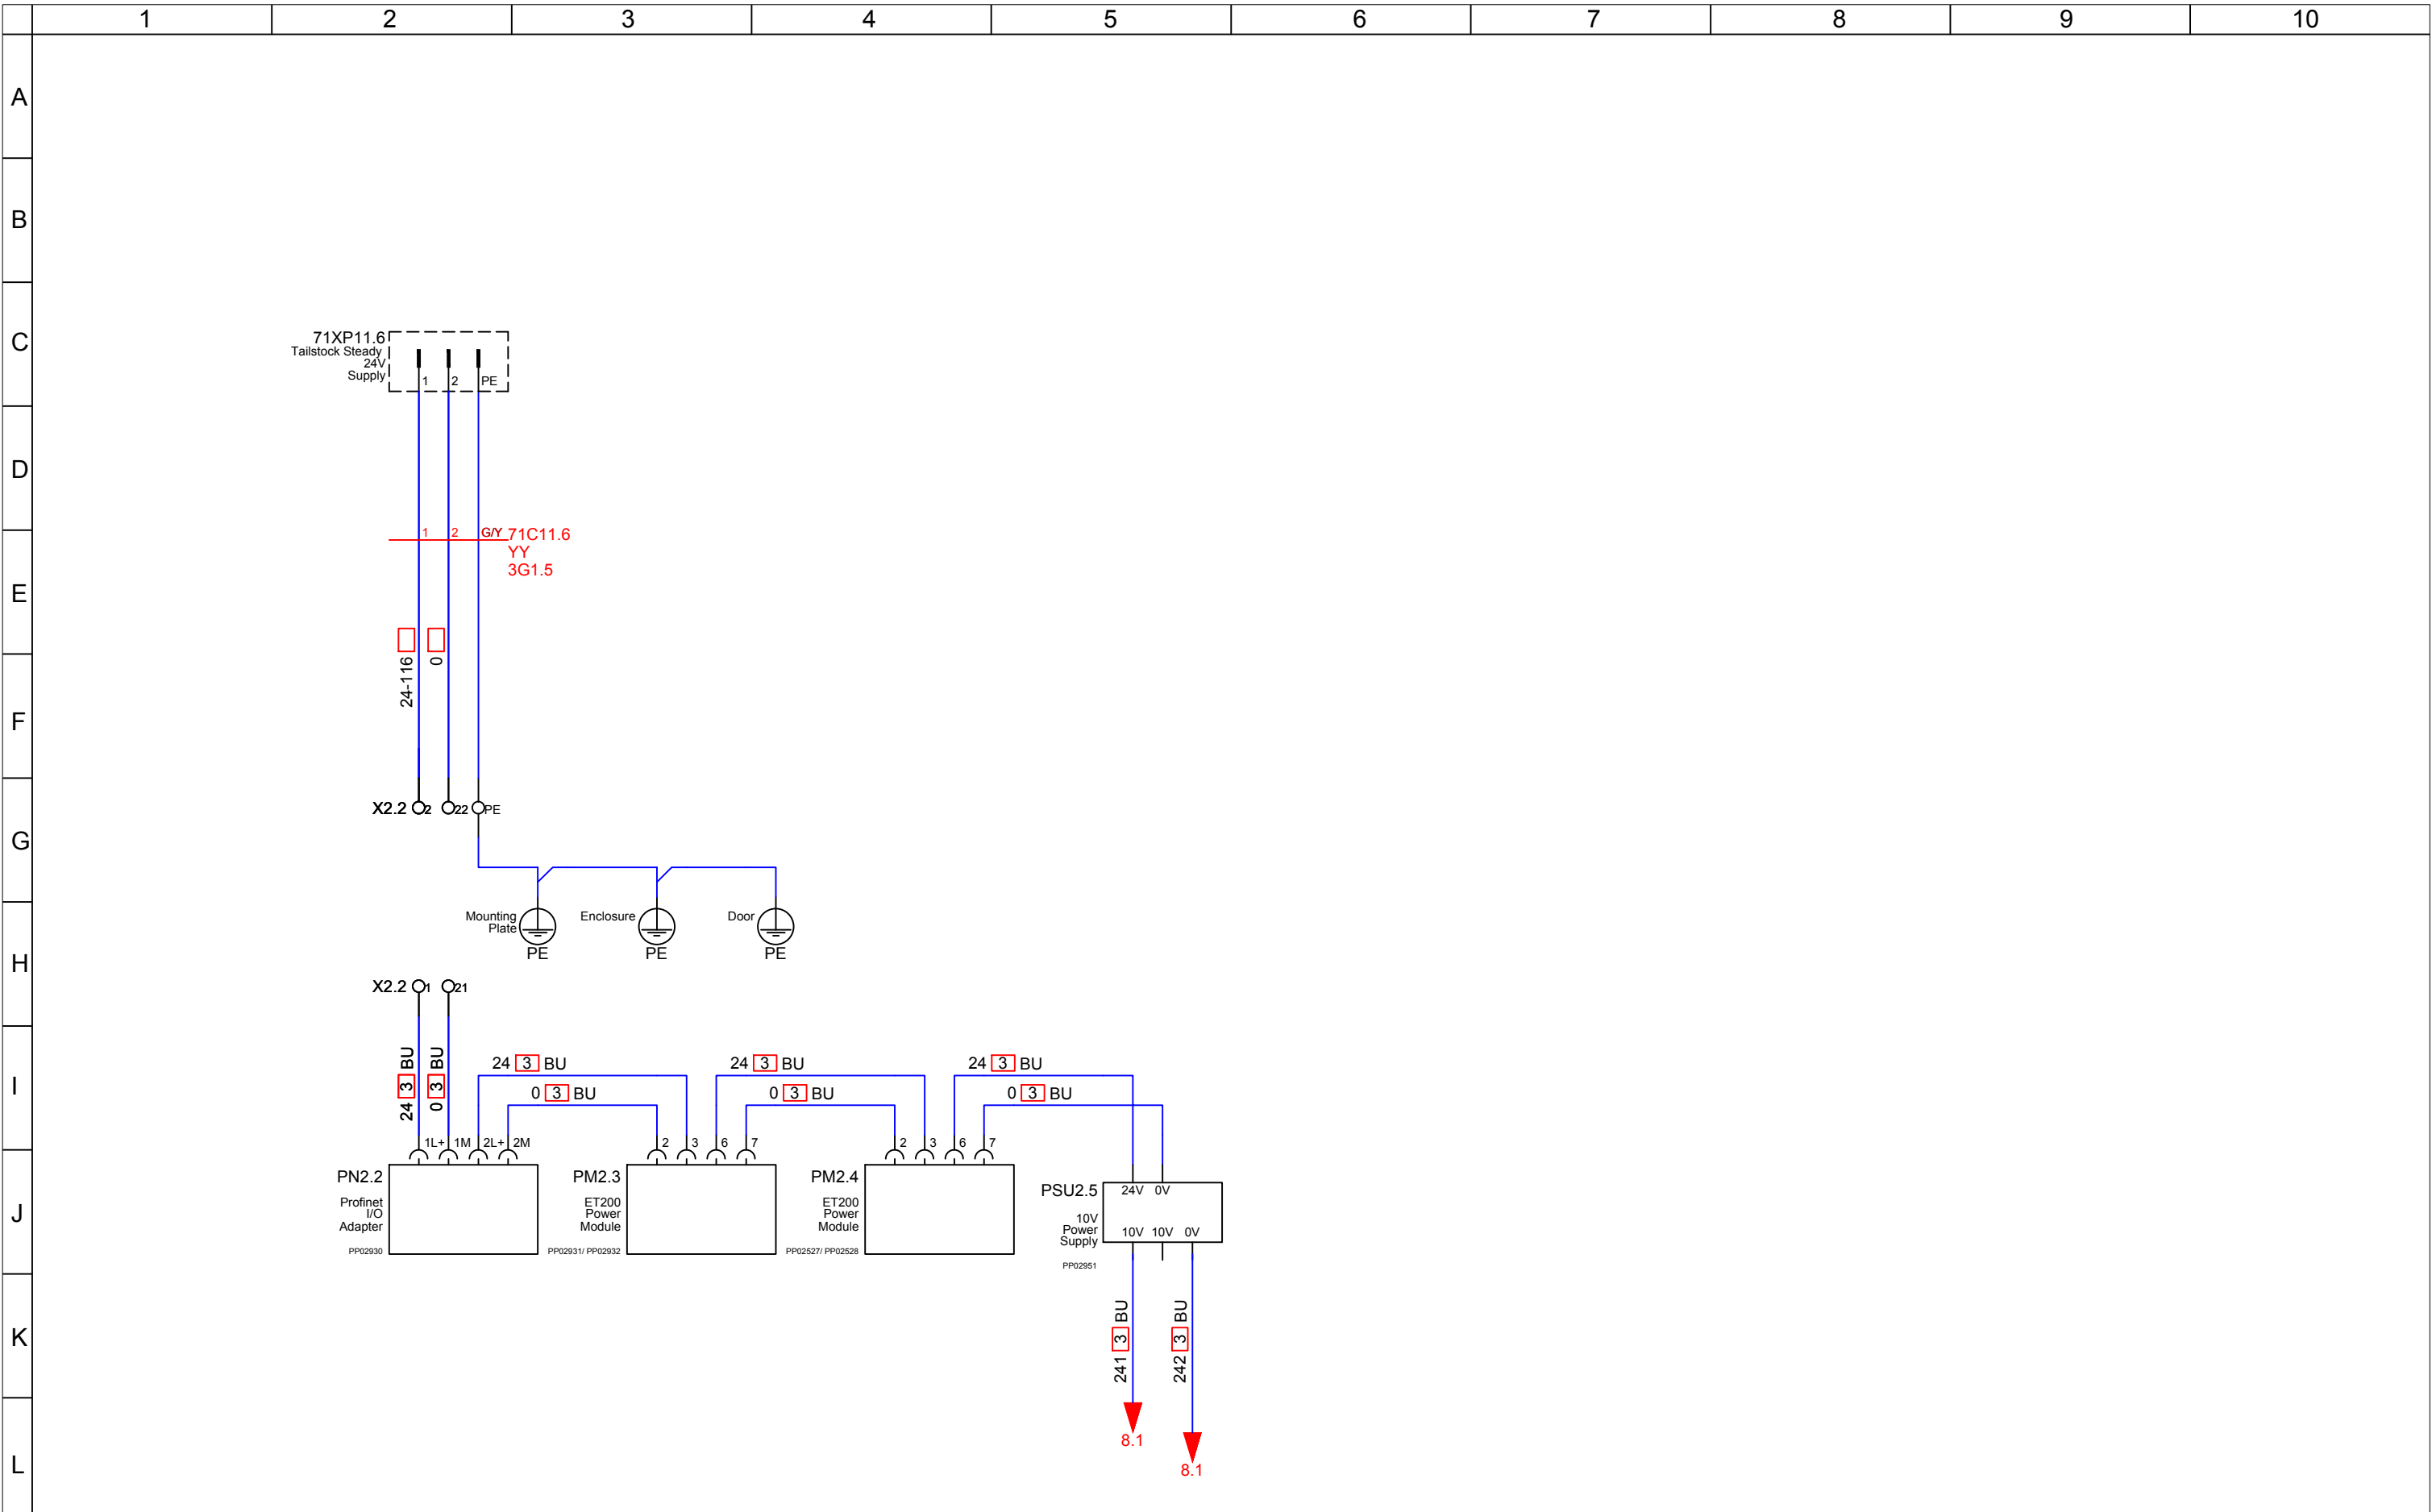 1 2 3 4 5 6 7 8 9 10
A
B
C
71XP11.6
Tailstock Steady
24V
Supply
1 2 PE
D
1 2 G/Y 71C11.6
YY
3G1.5
E
24-116
0
F
X2.2 2 22 PE
G
Mounting
Plate
PE
Enclosure
PE
Door
PE
H
X2.2 1 21
I
24 3 BU
0 3 BU
24 3 BU
0 3 BU
24 3 BU
0 3 BU
24 3 BU
0 3 BU
1L+ 1M 2L+ 2M
2 3 6 7
2 3 6 7
J
PN2.2
Profinet
I/O
Adapter
PP02930
PM2.3
ET200
Power
Module
PP02931/ PP02932
PM2.4
ET200
Power
Module
PP02527/ PP02528
PSU2.5
10V
Power
Supply
PP02951
24V 0V
10V 10V 0V
K
241 3 BU
242 3 BU
L
8.1
8.1